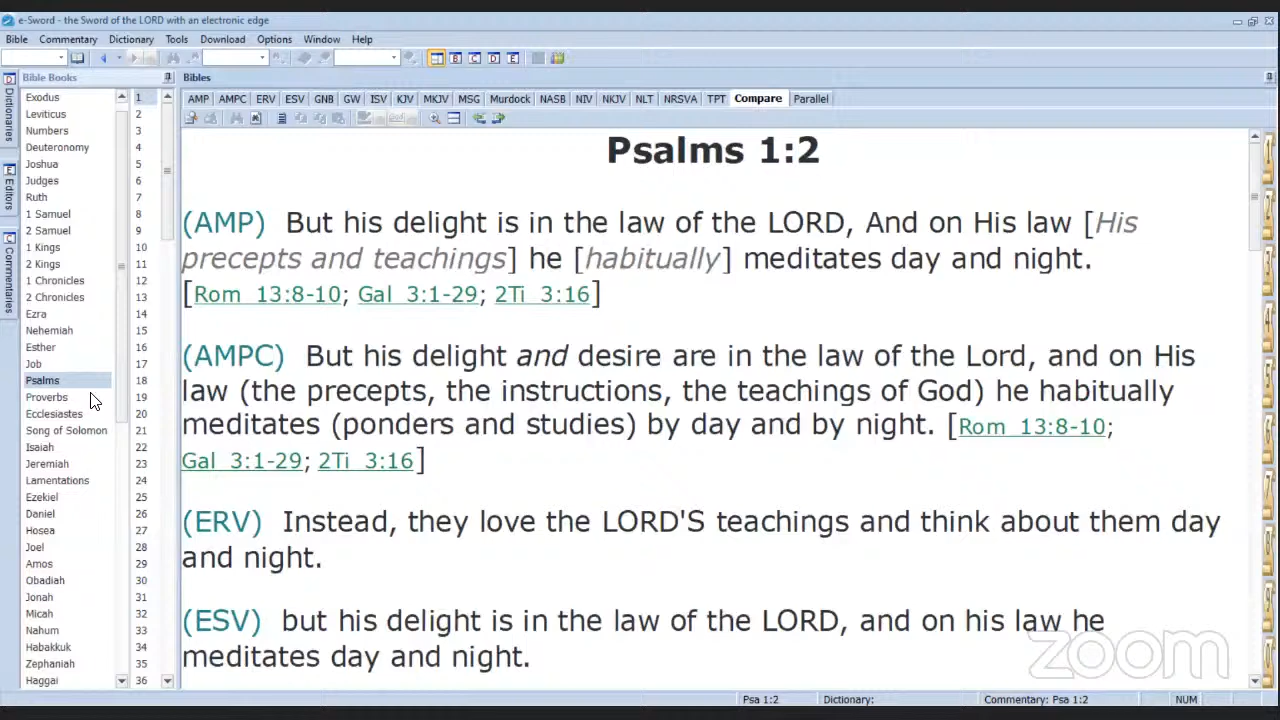 e-Sword - the Sword of the LORD with an electronic edge
Bible Commentary Dictionary Tools Download Options Window Help
B C D E
Bible Books
Bibles
Dictionaries
Editors
Commentaries
AMP AMPC ERV ESV GNB GW ISV KJV MKJV MSG Murdock NASB NIV NKJV NLT NRSVA TPT Compare Parallel
Exodus
Leviticus
Numbers
Deuteronomy
Joshua
Judges
Ruth
1 Samuel
2 Samuel
1 Kings
2 Kings
1 Chronicles
2 Chronicles
Ezra
Nehemiah
Esther
Job
Psalms
Proverbs
Ecclesiastes
Song of Solomon
Isaiah
Jeremiah
Lamentations
Ezekiel
Daniel
Hosea
Joel
Amos
Obadiah
Jonah
Micah
Nahum
Habakkuk
Zephaniah
Haggai
1
2
3
4
5
6
7
8
9
10
11
12
13
14
15
16
17
18
19
20
21
22
23
24
25
26
27
28
29
30
31
32
33
34
35
36
Psalms 1:2
(AMP) But his delight is in the law of the LORD, And on His law [His
precepts and teachings] he [habitually] meditates day and night.
[Rom 13:8-10; Gal 3:1-29; 2Ti 3:16]
(AMPC) But his delight and desire are in the law of the Lord, and on His
law (the precepts, the instructions, the teachings of God) he habitually
meditates (ponders and studies) by day and by night. [Rom 13:8-10;
Gal 3:1-29; 2Ti 3:16]
(ERV) Instead, they love the LORD'S teachings and think about them day
and night.
(ESV) but his delight is in the law of the LORD, and on his law he
meditates day and night.
zoom
Psa 1:2 Dictionary: Commentary: Psa 1:2 NUM